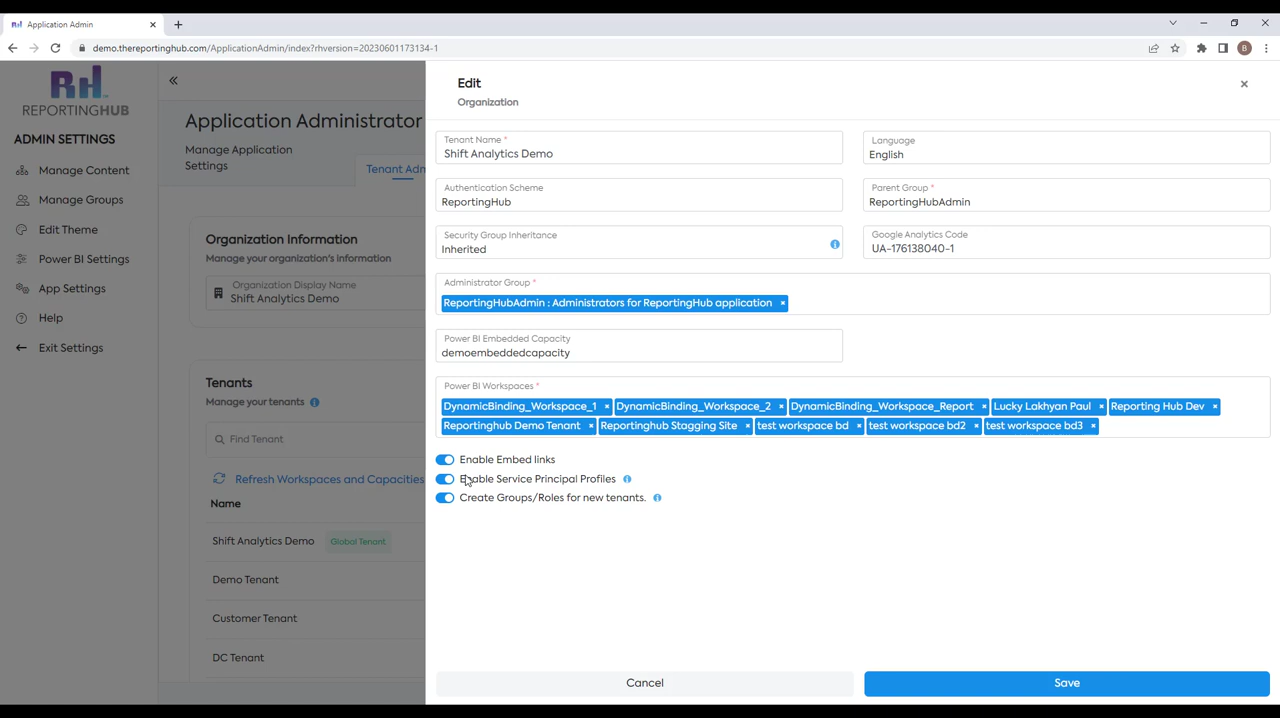 Application Admin
demo.thereportinghub.com/ApplicationAdmin/index?rhversion=20230601173134-1
B
RH
REPORTINGHUB
ADMIN SETTINGS
Manage Content
Manage Groups
Edit Theme
Power BI Settings
App Settings
Help
Exit Settings
Application Administrator
Manage Application
Settings
Tenant Adm
Organization Information
Manage your organization's information
Organization Display Name
Shift Analytics Demo
Tenants
Manage your tenants
Find Tenant
Refresh Workspaces and Capacities
Name
Shift Analytics Demo Global Tenant
Demo Tenant
Customer Tenant
DC Tenant
Edit
Organization
Tenant Name *
Shift Analytics Demo
Language
English
Authentication Scheme
ReportingHub
Parent Group *
ReportingHubAdmin
Security Group Inheritance
Inherited
Google Analytics Code
UA-176138040-1
Administrator Group *
ReportingHubAdmin : Administrators for ReportingHub application ×
Power BI Embedded Capacity
demoembeddedcapacity
Power BI Workspaces *
DynamicBinding_Workspace_1 × DynamicBinding_Workspace_2 × DynamicBinding_Workspace_Report × Lucky Lakhyan Paul × Reporting Hub Dev ×
Reportinghub Demo Tenant × Reportinghub Stagging Site × test workspace bd × test workspace bd2 × test workspace bd3 ×
Enable Embed links
Enable Service Principal Profiles
Create Groups/Roles for new tenants.
Cancel
Save